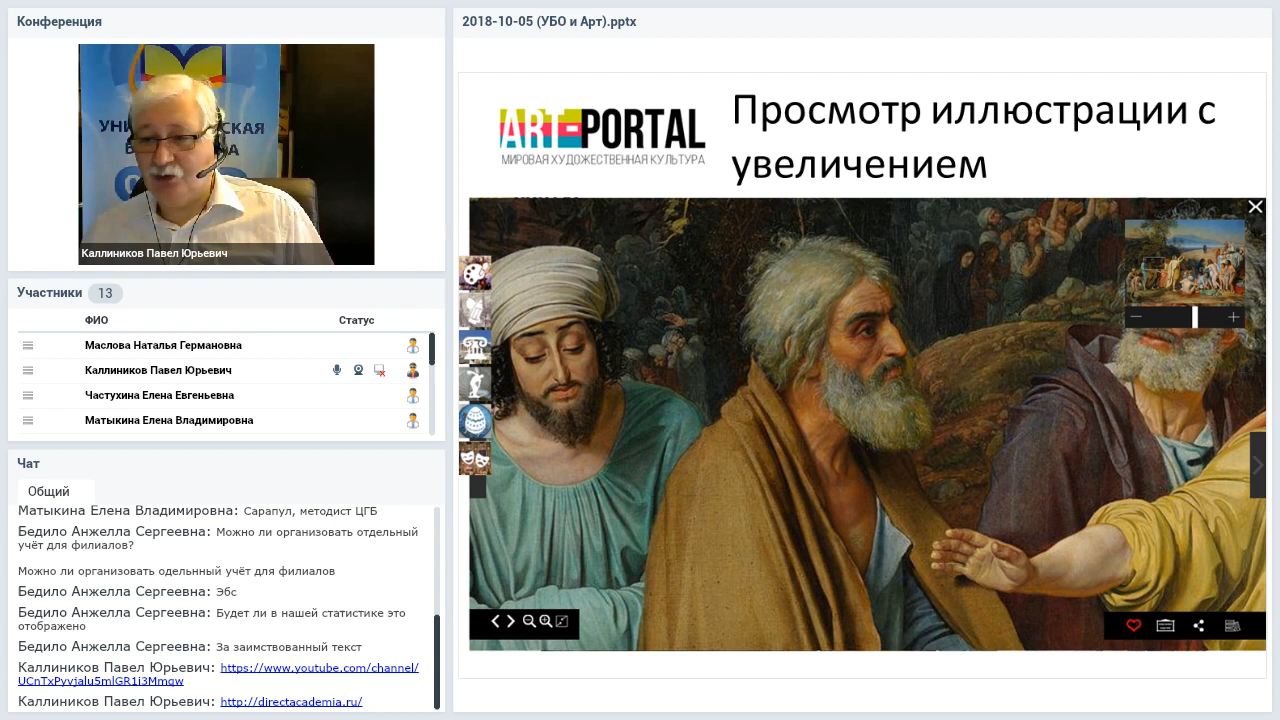 Конференция
УНИ
СКАЯ
Каллиников Павел Юрьевич
Участники 13
ФИО Статус
Маслова Наталья Германовна
Каллиников Павел Юрьевич
Частухина Елена Евгеньевна
Матыкина Елена Владимировна
Чат
Общий
Матыкина Елена Владимировна: Сарапул, методист ЦГБ
Бедило Анжелла Сергеевна: Можно ли организовать отдельный
учёт для филиалов?
Можно ли организовать одельнный учёт для филиалов
Бедило Анжелла Сергеевна: Эбс
Бедило Анжелла Сергеевна: Будет ли в нашей статистике это
отображено
Бедило Анжелла Сергеевна: За заимствованный текст
Каллиников Павел Юрьевич: https://www.youtube.com/channel/
UCnTxPyvjalu5mlGR1i3Mmqw
Каллиников Павел Юрьевич: http://directacademia.ru/
2018-10-05 (УБО и Арт).pptx
ART-PORTAL
МИРОВАЯ ХУДОЖЕСТВЕННАЯ КУЛЬТУРА
Просмотр иллюстрации с
увеличением